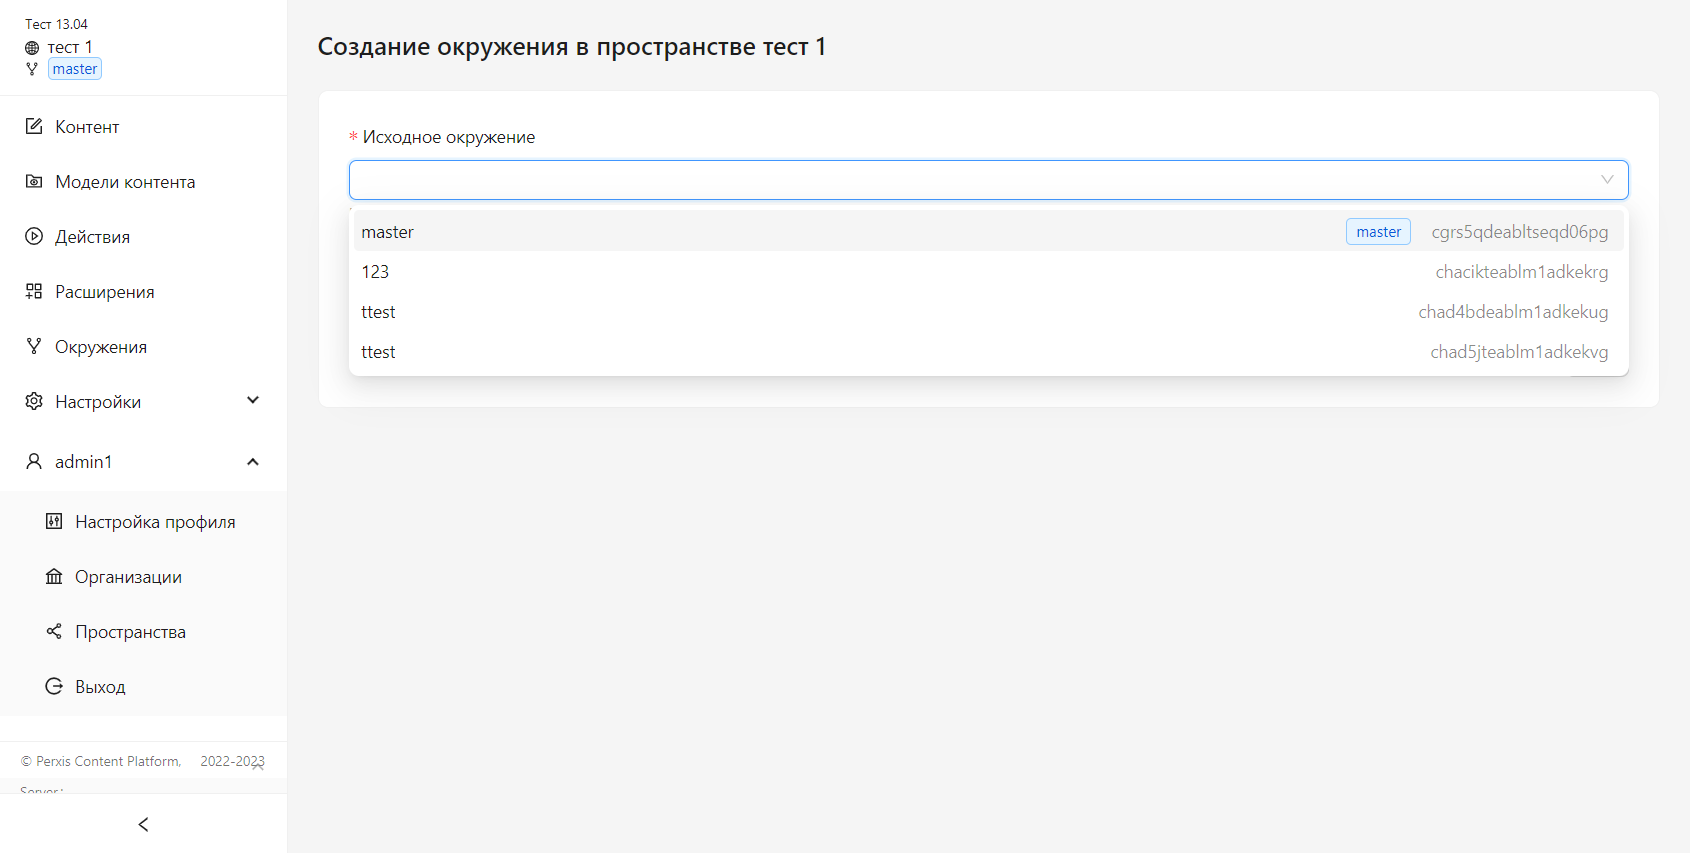 Тест 13.04
тест 1
master
Контент
Модели контента
Действия
Расширения
Окружения
Настройки
admin1
Настройка профиля
Организации
Пространства
Выход
© Perxis Content Platform, 2022-2023
Server:
Создание окружения в пространстве тест 1
* Исходное окружение
master master cgrs5qdeabltseqd06pg
123 chacikteablm1adkekrg
ttest chad4bdeablm1adkekug
ttest chad5jteablm1adkekvg